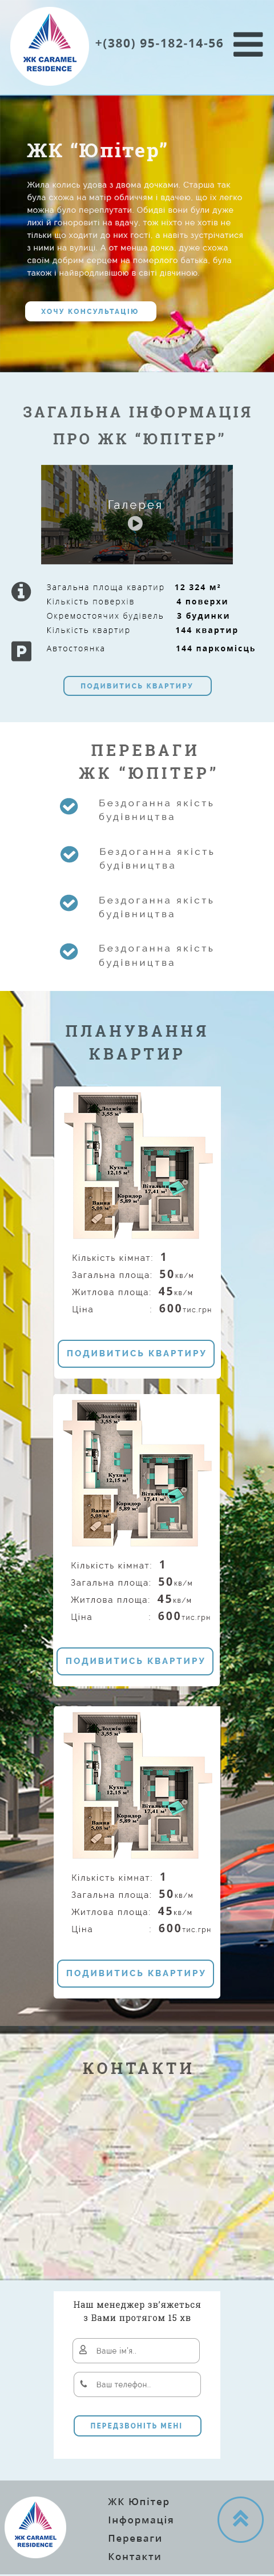 ЖК CARAMEL
RESIDENCE
+(380) 95-182-14-56
ЖК “Юпітер”
Жила колись удова з двома дочками. Старша так
була схожа на матір обличчям і вдачею, що їх легко
можна було переплутати. Обидві вони були дуже
лихі й гоноровиті на вдачу, тож ніхто не хотів не
тільки що ходити до них гості, а навіть зустрічатися
з ними на вулиці. А от менша дочка, дуже схожа
своїм добрим серцем на померлого батька, була
також і найвродливішою в світі дівчиною.
ХОЧУ КОНСУЛЬТАЦІЮ
ЗАГАЛЬНА ІНФОРМАЦІЯ
ПРО ЖК “ЮПІТЕР”
Галерея
Загальна площа квартир 12 324 м²
Кількість поверхів 4 поверхи
Окремостоячих будівель 3 будинки
Кількість квартир 144 квартир
Автостоянка 144 паркомісць
ПОДИВИТИСЬ КВАРТИРУ
ПЕРЕВАГИ
ЖК “ЮПІТЕР”
Бездоганна якість
будівництва
Бездоганна якість
будівництва
Бездоганна якість
будівництва
Бездоганна якість
будівництва
ПЛАНУВАННЯ
КВАРТИР
Лоджія
3,55 м²
Кухня
12,15 м²
Вітальня
17,41 м²
Коридор
5,89 м²
Ванна
5,08 м²
Кількість кімнат: 1
Загальна площа: 50кв/м
Житлова площа: 45кв/м
Ціна : 600тис.грн
ПОДИВИТИСЬ КВАРТИРУ
Лоджія
3,55 м²
Кухня
12,15 м²
Вітальня
17,41 м²
Коридор
5,89 м²
Ванна
5,08 м²
Кількість кімнат: 1
Загальна площа: 50кв/м
Житлова площа: 45кв/м
Ціна : 600тис.грн
ПОДИВИТИСЬ КВАРТИРУ
Лоджія
3,55 м²
Кухня
12,15 м²
Вітальня
17,41 м²
Коридор
5,89 м²
Ванна
5,08 м²
Кількість кімнат: 1
Загальна площа: 50кв/м
Житлова площа: 45кв/м
Ціна : 600тис.грн
ПОДИВИТИСЬ КВАРТИРУ
КОНТАКТИ
Наш менеджер зв’яжеться
з Вами протягом 15 хв
Ваше ім'я..
Ваш телефон..
ПЕРЕДЗВОНІТЬ МЕНІ
ЖК CARAMEL
RESIDENCE
ЖК Юпітер
Інформація
Переваги
Контакти